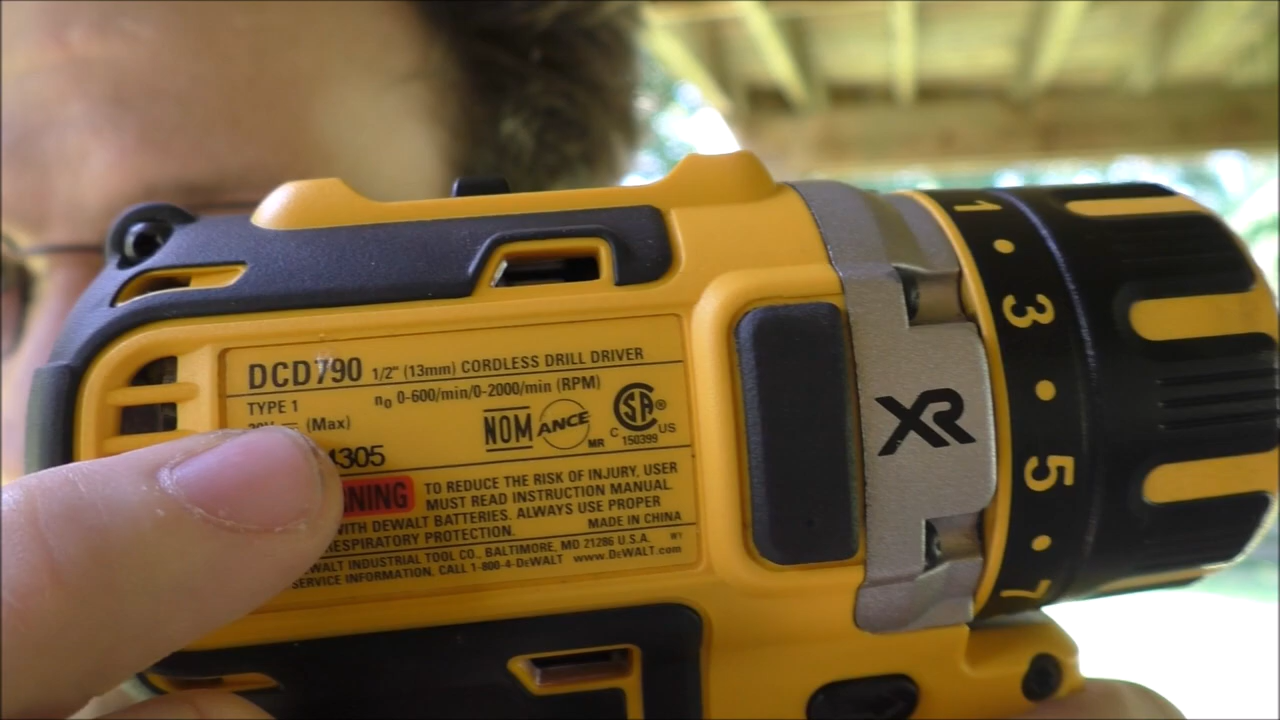 DCD790 1/2" (13mm) CORDLESS DRILL DRIVER
TYPE 1 n0 0-600/min/0-2000/min (RPM)
(Max)
NOM ANCE MR CSA® C US 150399
TO REDUCE THE RISK OF INJURY, USER
MUST READ INSTRUCTION MANUAL
WITH DEWALT BATTERIES. ALWAYS USE PROPER
RESPIRATORY PROTECTION. MADE IN CHINA
INDUSTRIAL TOOL CO., BALTIMORE, MD 21286 U.S.A.
SERVICE INFORMATION, CALL 1-800-4-DEWALT www.DEWALT.com
XR
1
3
5
7